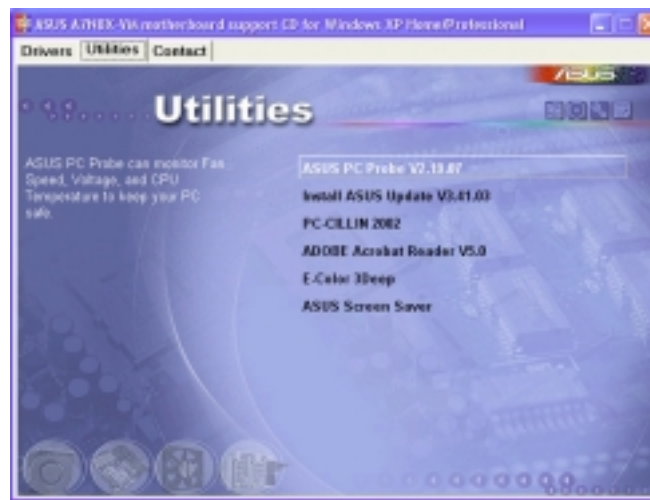 ASUS A7V8X-VM motherboard support CD for Windows XP Home/Professional
Drivers Utilities Contact
ASUS
Utilities
ASUS PC Probe can monitor Fan
Speed, Voltage, and CPU
Temperature to keep your PC
safe.
ASUS PC Probe V2.19.07
Install ASUS Update V3.41.03
PC-CILLIN 2002
ADOBE Acrobat Reader V5.0
E-Color 3Deep
ASUS Screen Saver